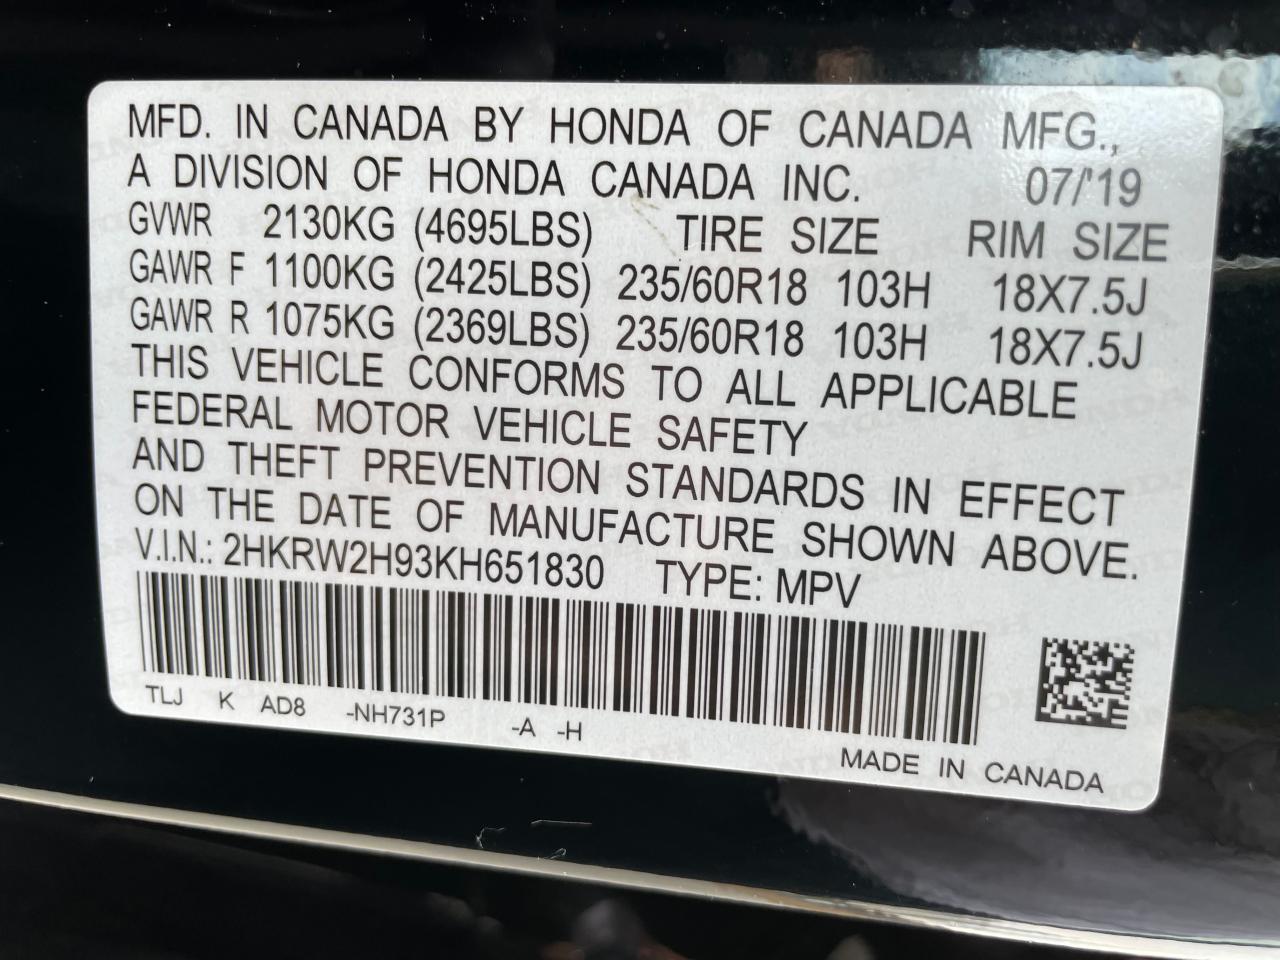 MFD. IN CANADA BY HONDA OF CANADA MFG.,
A DIVISION OF HONDA CANADA INC. 07/'19
GVWR 2130KG (4695LBS) TIRE SIZE RIM SIZE
GAWR F 1100KG (2425LBS) 235/60R18 103H 18X7.5J
GAWR R 1075KG (2369LBS) 235/60R18 103H 18X7.5J
THIS VEHICLE CONFORMS TO ALL APPLICABLE
FEDERAL MOTOR VEHICLE SAFETY
AND THEFT PREVENTION STANDARDS IN EFFECT
ON THE DATE OF MANUFACTURE SHOWN ABOVE.
V.I.N.: 2HKRW2H93KH651830 TYPE: MPV
TLJ K AD8 -NH731P -A -H
MADE IN CANADA